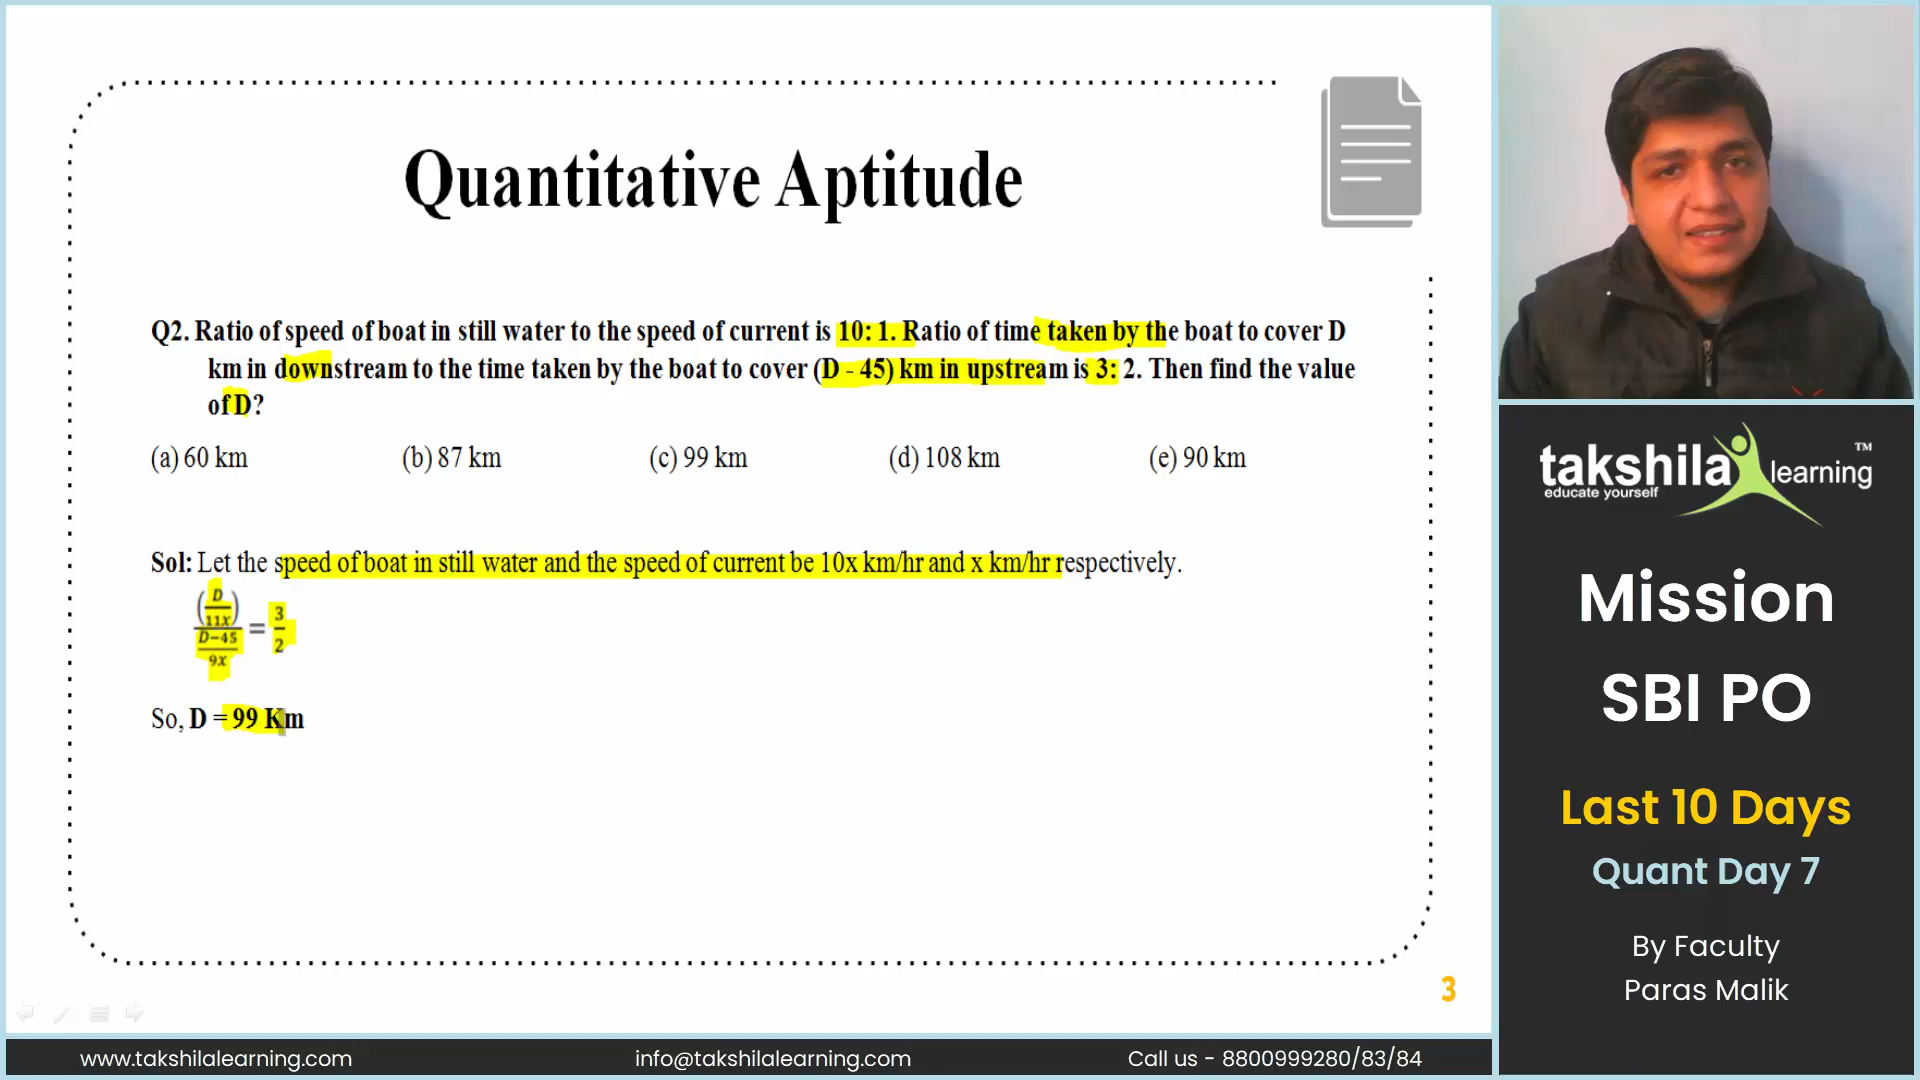 Quantitative Aptitude
Q2. Ratio of speed of boat in still water to the speed of current is 10: 1. Ratio of time taken by the boat to cover D
km in downstream to the time taken by the boat to cover (D - 45) km in upstream is 3: 2. Then find the value
of D?
(a) 60 km (b) 87 km (c) 99 km (d) 108 km (e) 90 km
Sol: Let the speed of boat in still water and the speed of current be 10x km/hr and x km/hr respectively.
(D/11x)/(D−45/9x) = 3/2
So, D = 99 Km
3
takshila learning TM
educate yourself
Mission
SBI PO
Last 10 Days
Quant Day 7
By Faculty
Paras Malik
www.takshilalearning.com info@takshilalearning.com Call us - 8800999280/83/84